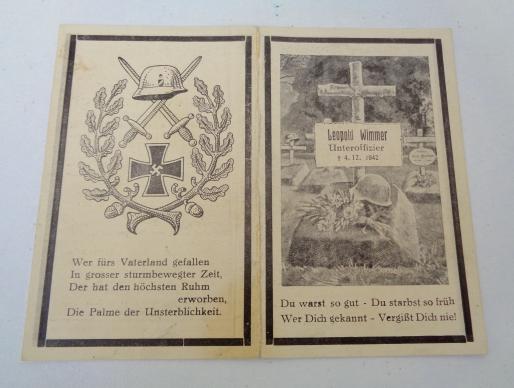 Wer fürs Vaterland gefallen
In grosser sturmbewegter Zeit,
Der hat den höchsten Ruhm
erworben,
Die Palme der Unsterblichkeit.
Leopold Wimmer
Unteroffizier
† 4. 12. 1942
Du warst so gut - Du starbst so früh
Wer Dich gekannt - Vergißt Dich nie!